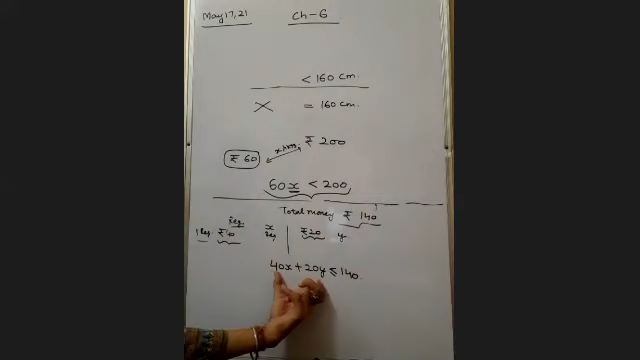 May 17, 21
Ch-6
< 160 cm.
X = 160 cm.
₹ 200
₹ 60
60x < 200
Total money ₹ 140
Reg.
1 Reg. ₹ 40 x ₹ 20 y
Reg
40x + 20y ≤ 140